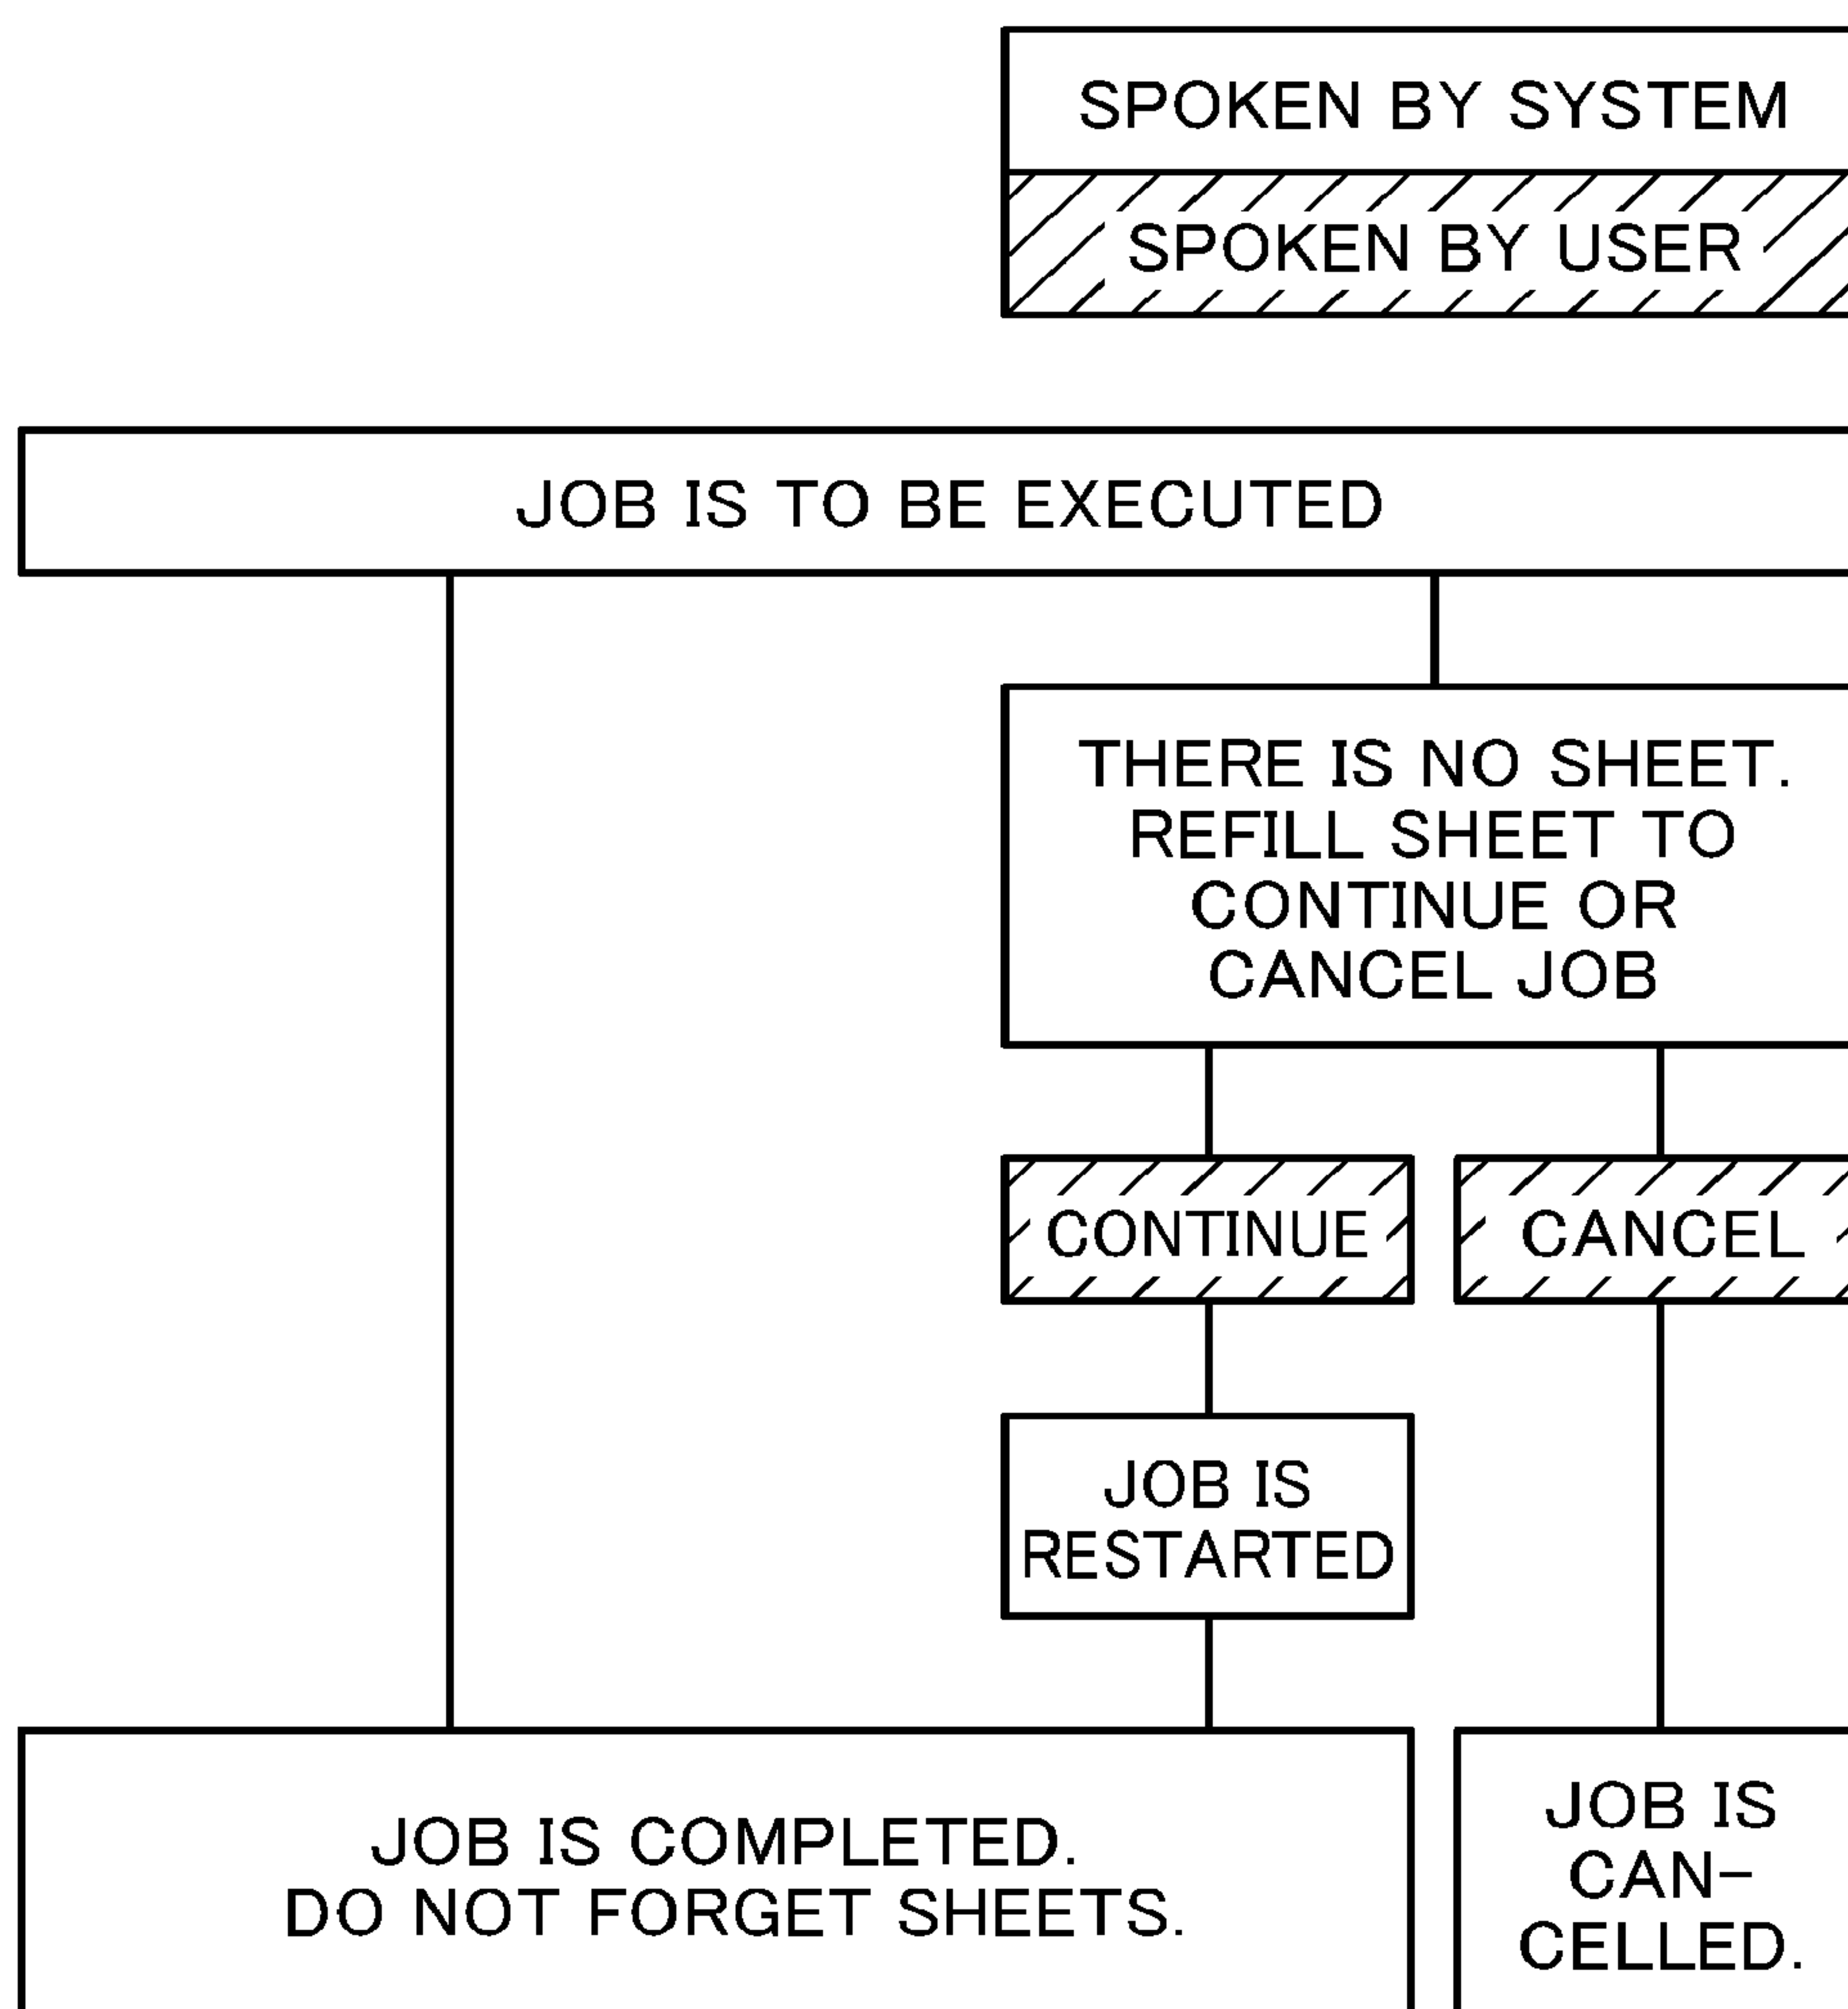 SPOKEN BY SYSTEM
SPOKEN BY USER
JOB IS TO BE EXECUTED
THERE IS NO SHEET.
REFILL SHEET TO
CONTINUE OR
CANCEL JOB
CONTINUE
CANCEL
JOB IS
RESTARTED
JOB IS COMPLETED.
DO NOT FORGET SHEETS.
JOB IS
CAN-
CELLED.